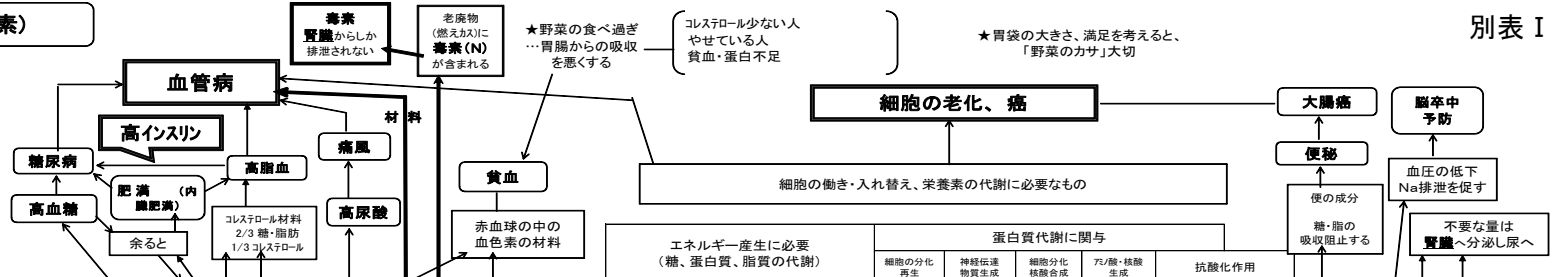 素）
毒素
腎臓からしか
排泄されない
老廃物
（燃えカス）に
毒素（N）
が含まれる
★野菜の食べ過ぎ
…胃腸からの吸収
を悪くする
コレステロール少ない人
やせている人
貧血・蛋白不足
★胃袋の大きさ、満足を考えると、
「野菜のカサ」大切
別表Ⅰ
血管病
材料
細胞の老化、癌
大腸癌
脳卒中
予防
高インスリン
糖尿病
高脂血
痛風
貧血
便秘
肥満　（内
臓肥満）
高血糖
高尿酸
細胞の働き・入れ替え、栄養素の代謝に必要なもの
血圧の低下
Na排泄を促す
コレステロール材料
2/3 糖・脂肪
1/3 コレステロール
余ると
赤血球の中の
血色素の材料
便の成分
糖・脂の
吸収阻止する
不要な量は
腎臓へ分泌し尿へ
エネルギー産生に必要
（糖、蛋白質、脂質の代謝）
蛋白質代謝に関与
細胞の分化
再生
神経伝達
物質生成
細胞分化
核酸合成
アミノ酸・核酸
生成
抗酸化作用